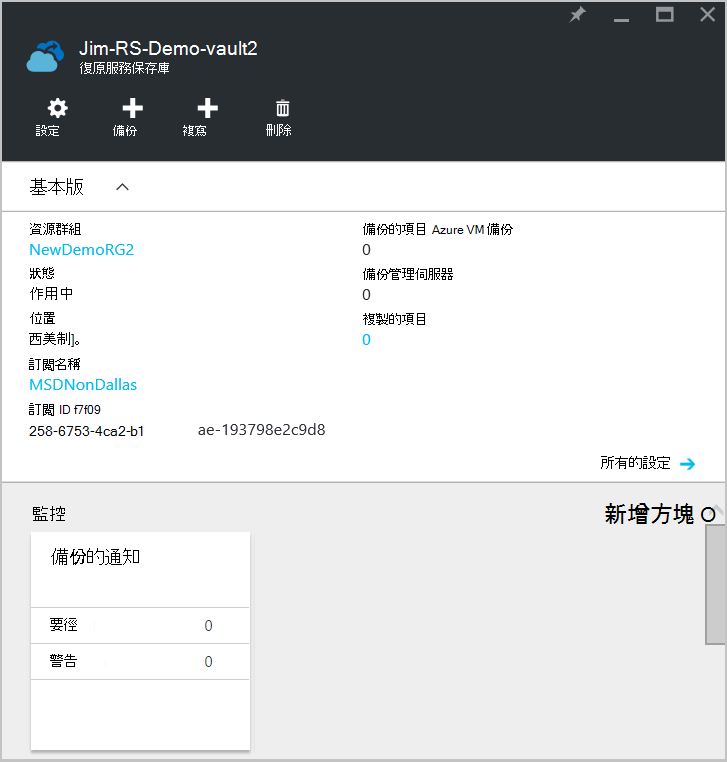 Jim-RS-Demo-vault2
復原服務保存庫
設定 備份 複寫 刪除
基本版
資源群組
NewDemoRG2
狀態
作用中
位置
西美制]。
訂閱名稱
MSDNonDallas
訂閱 ID f7f09
258-6753-4ca2-b1 ae-193798e2c9d8
備份的項目 Azure VM 備份
0
備份管理伺服器
0
複製的項目
0
所有的設定
監控
新增方塊 O
備份的通知
要徑 0
警告 0